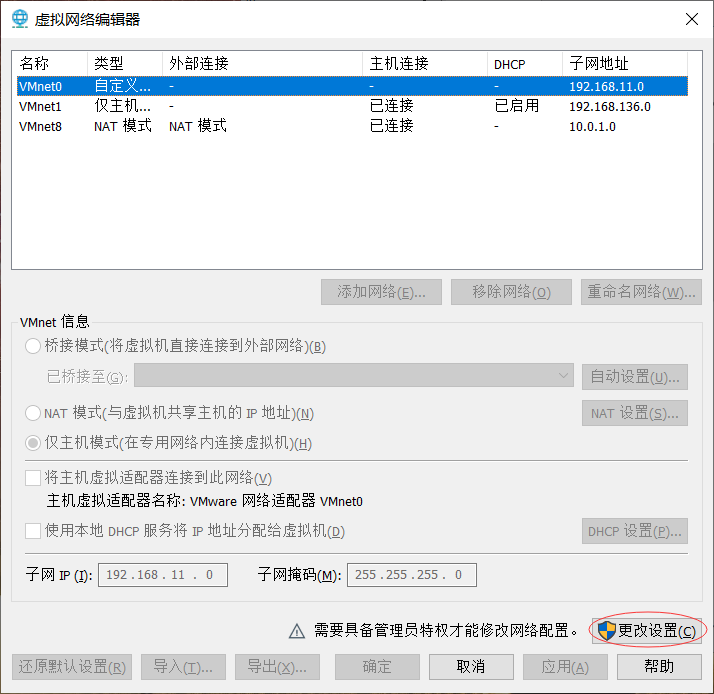 虚拟网络编辑器
名称 类型 外部连接 主机连接 DHCP 子网地址
VMnet0 自定义... - - - 192.168.11.0
VMnet1 仅主机... - 已连接 已启用 192.168.136.0
VMnet8 NAT 模式 NAT 模式 已连接 - 10.0.1.0
添加网络(E)... 移除网络(O) 重命名网络(W)...
VMnet 信息
桥接模式(将虚拟机直接连接到外部网络)(B)
已桥接至(G): 自动设置(U)...
NAT 模式(与虚拟机共享主机的 IP 地址)(N) NAT 设置(S)...
仅主机模式(在专用网络内连接虚拟机)(H)
将主机虚拟适配器连接到此网络(V)
主机虚拟适配器名称: VMware 网络适配器 VMnet0
使用本地 DHCP 服务将 IP 地址分配给虚拟机(D) DHCP 设置(P)...
子网 IP (I): 192 . 168 . 11 . 0 子网掩码(M): 255 . 255 . 255 . 0
需要具备管理员特权才能修改网络配置。 更改设置(C)
还原默认设置(R) 导入(T)... 导出(X)... 确定 取消 应用(A) 帮助